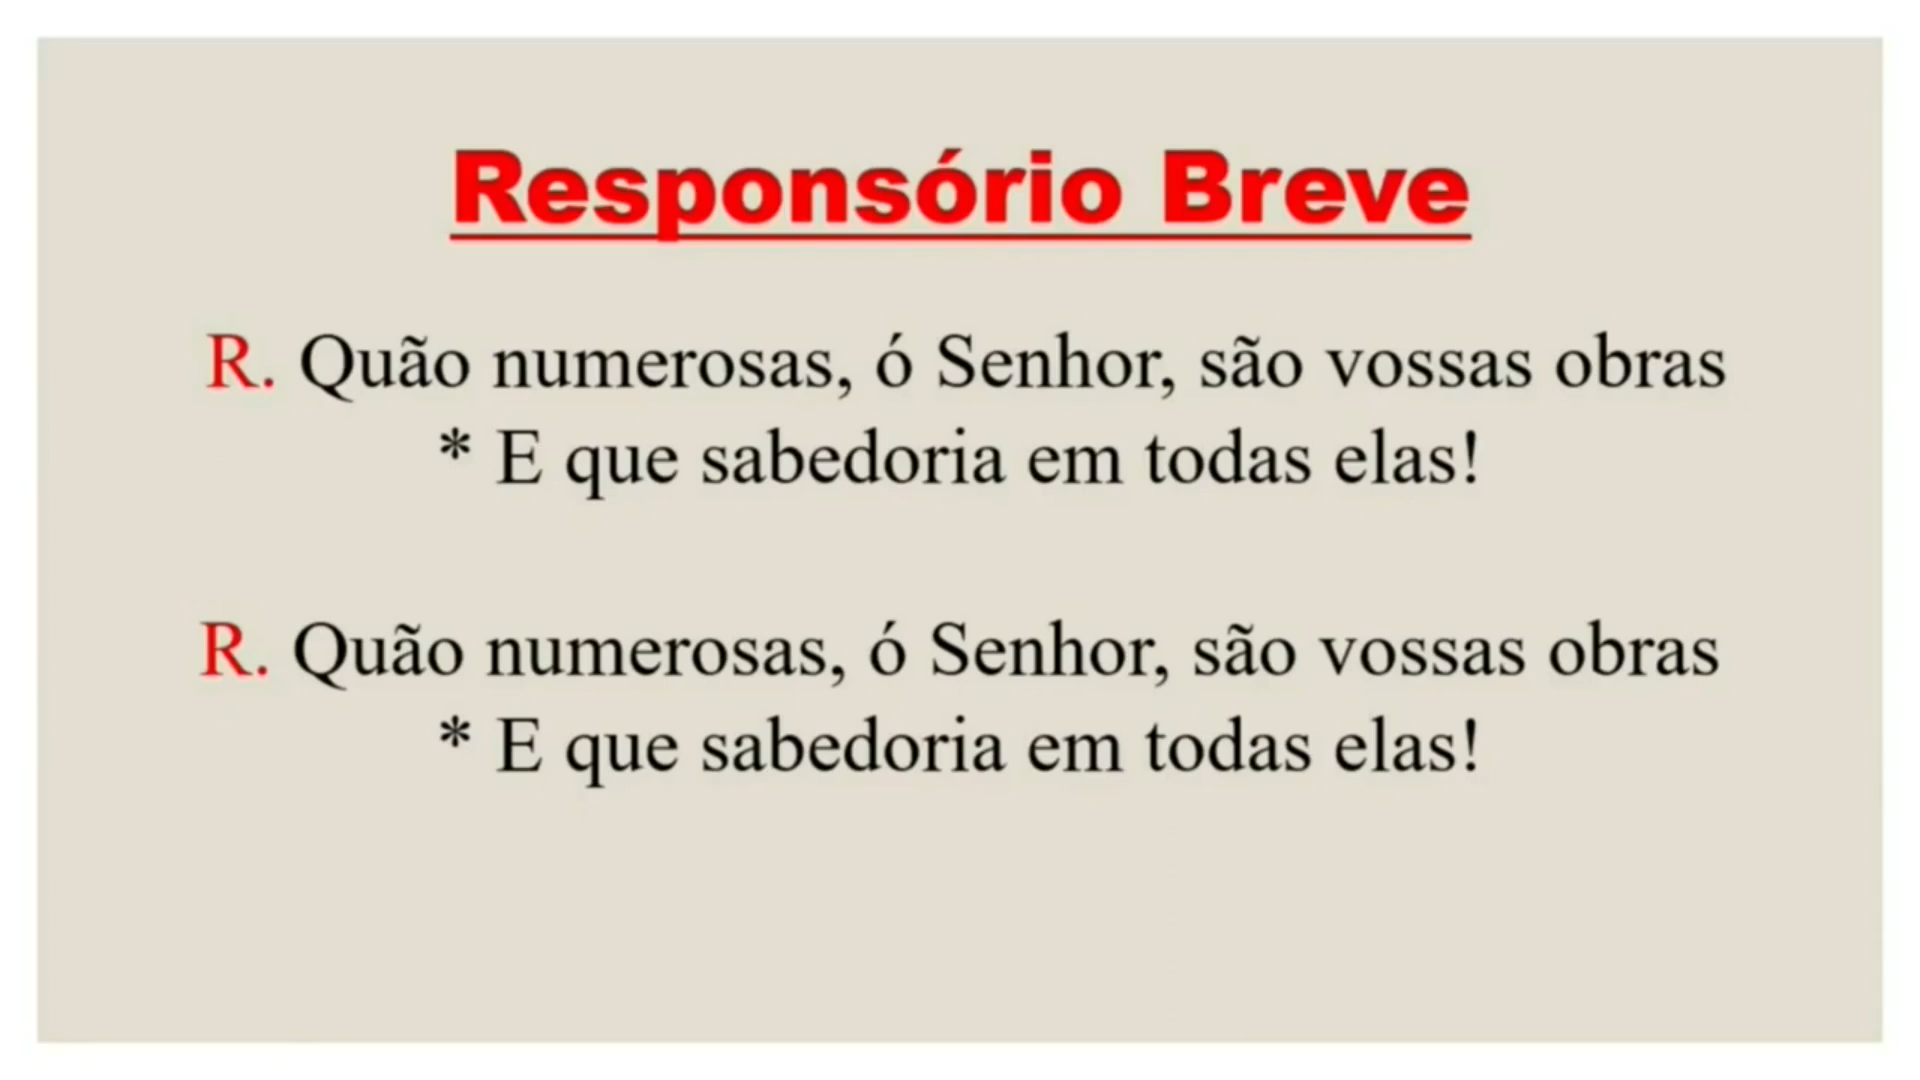 Responsório Breve
R. Quão numerosas, ó Senhor, são vossas obras
* E que sabedoria em todas elas!
R. Quão numerosas, ó Senhor, são vossas obras
* E que sabedoria em todas elas!